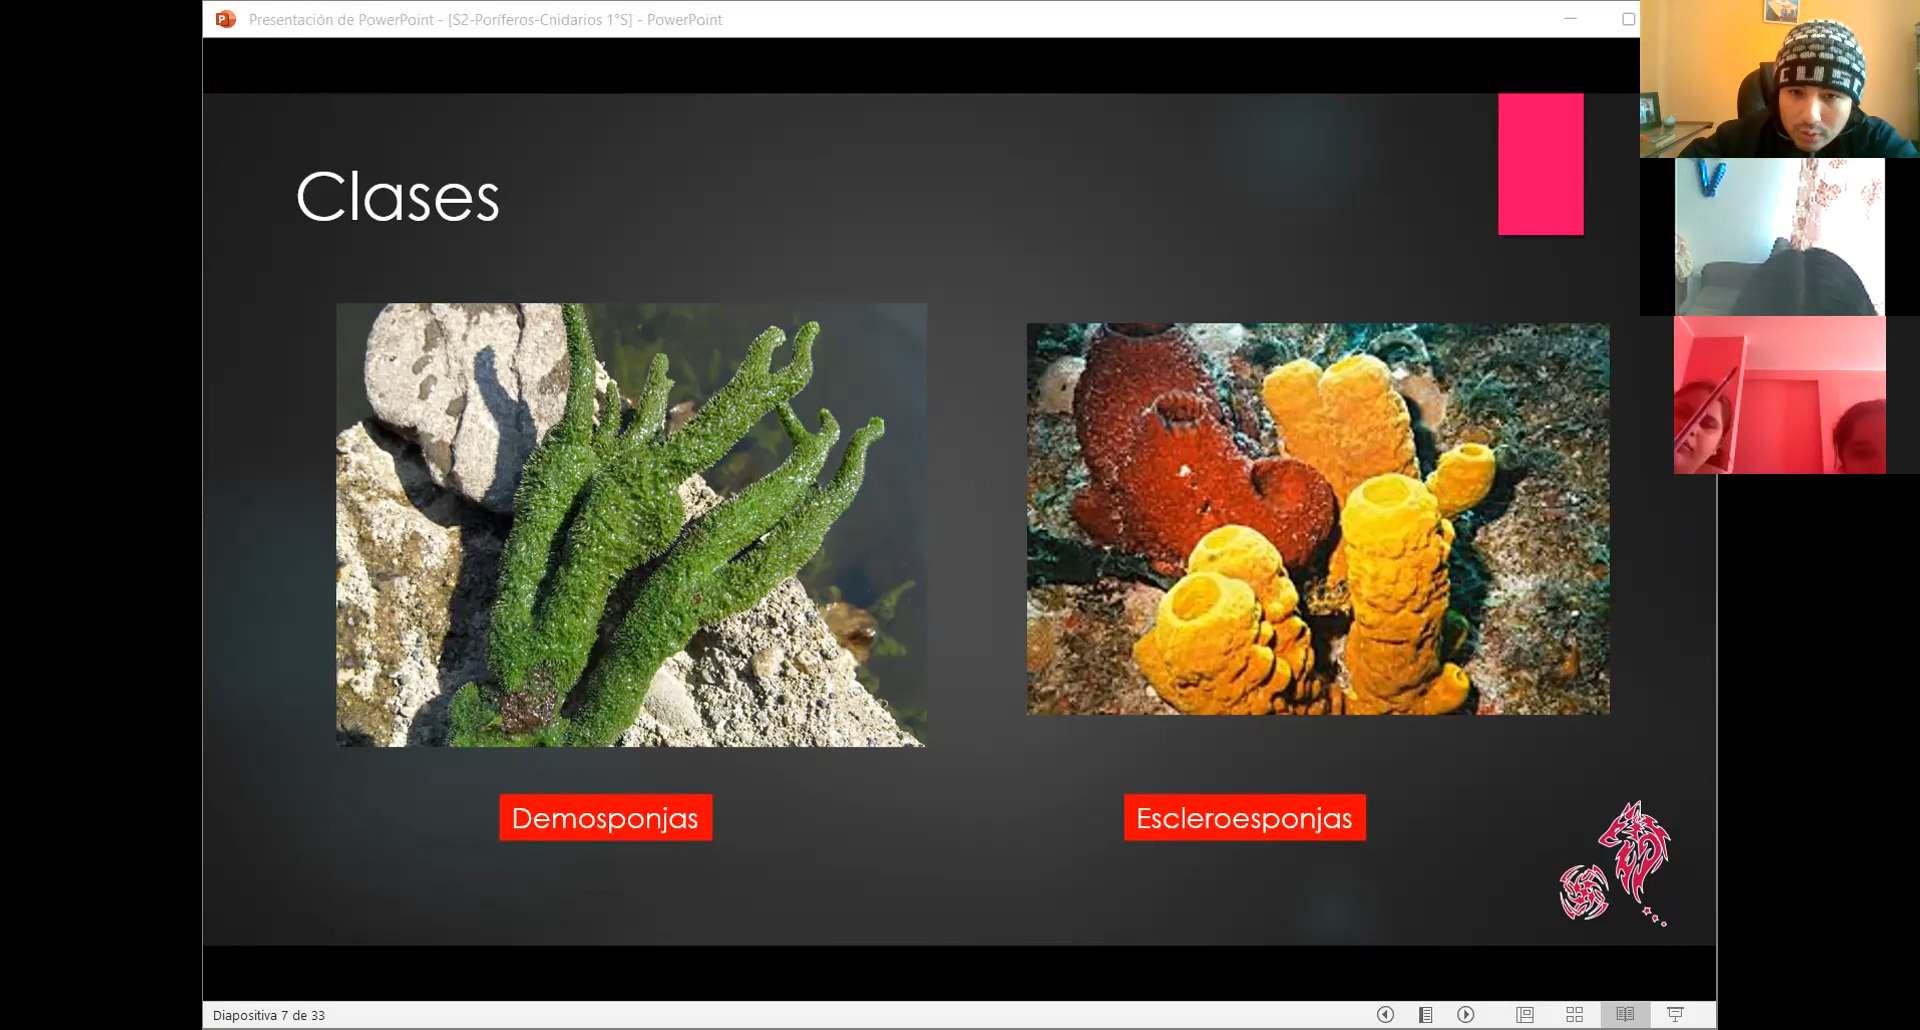 Presentación de PowerPoint - [S2-Poríferos-Cnidarios 1°S] - PowerPoint
Clases
Demosponjas
Escleroesponjas
Diapositiva 7 de 33